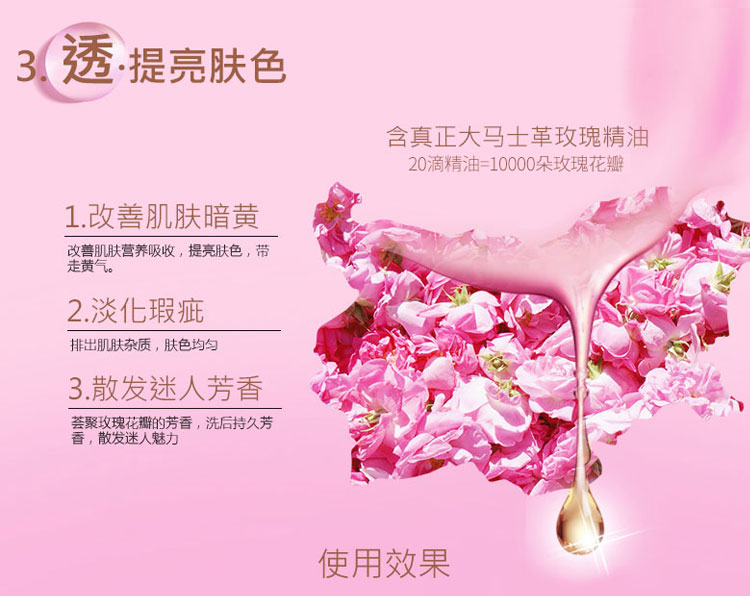 3.透·提亮肤色
含真正大马士革玫瑰精油
20滴精油=10000朵玫瑰花瓣
1.改善肌肤暗黄
改善肌肤营养吸收，提亮肤色，带
走黄气。
2.淡化瑕疵
排出肌肤杂质，肤色均匀
3.散发迷人芳香
荟聚玫瑰花瓣的芳香，洗后持久芳
香，散发迷人魅力
使用效果